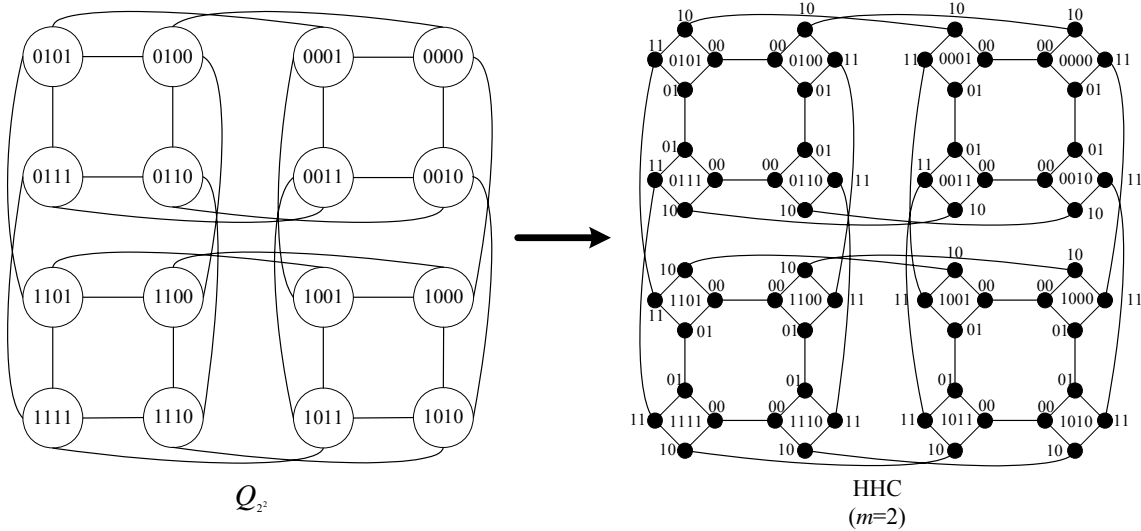 0101 0100 0001 0000
0111 0110 0011 0010
1101 1100 1001 1000
1111 1110 1011 1010
Q_{2^2}
10 10 10 10
11 00 00 11 11 00 00 11
0101 0100 0001 0000
01 01 01 01
01 01 01 01
11 00 00 11 11 00 00 11
0111 0110 0011 0010
10 10 10 10
10 10 10 10
00 00 11 11 00 00 11
1101 1100 1001 1000
11 01 01 01 01
01 01 01 01
00 00 00 00
11 1111 1110 11 11 1011 1010 11
10 10 10 10
HHC
(m=2)